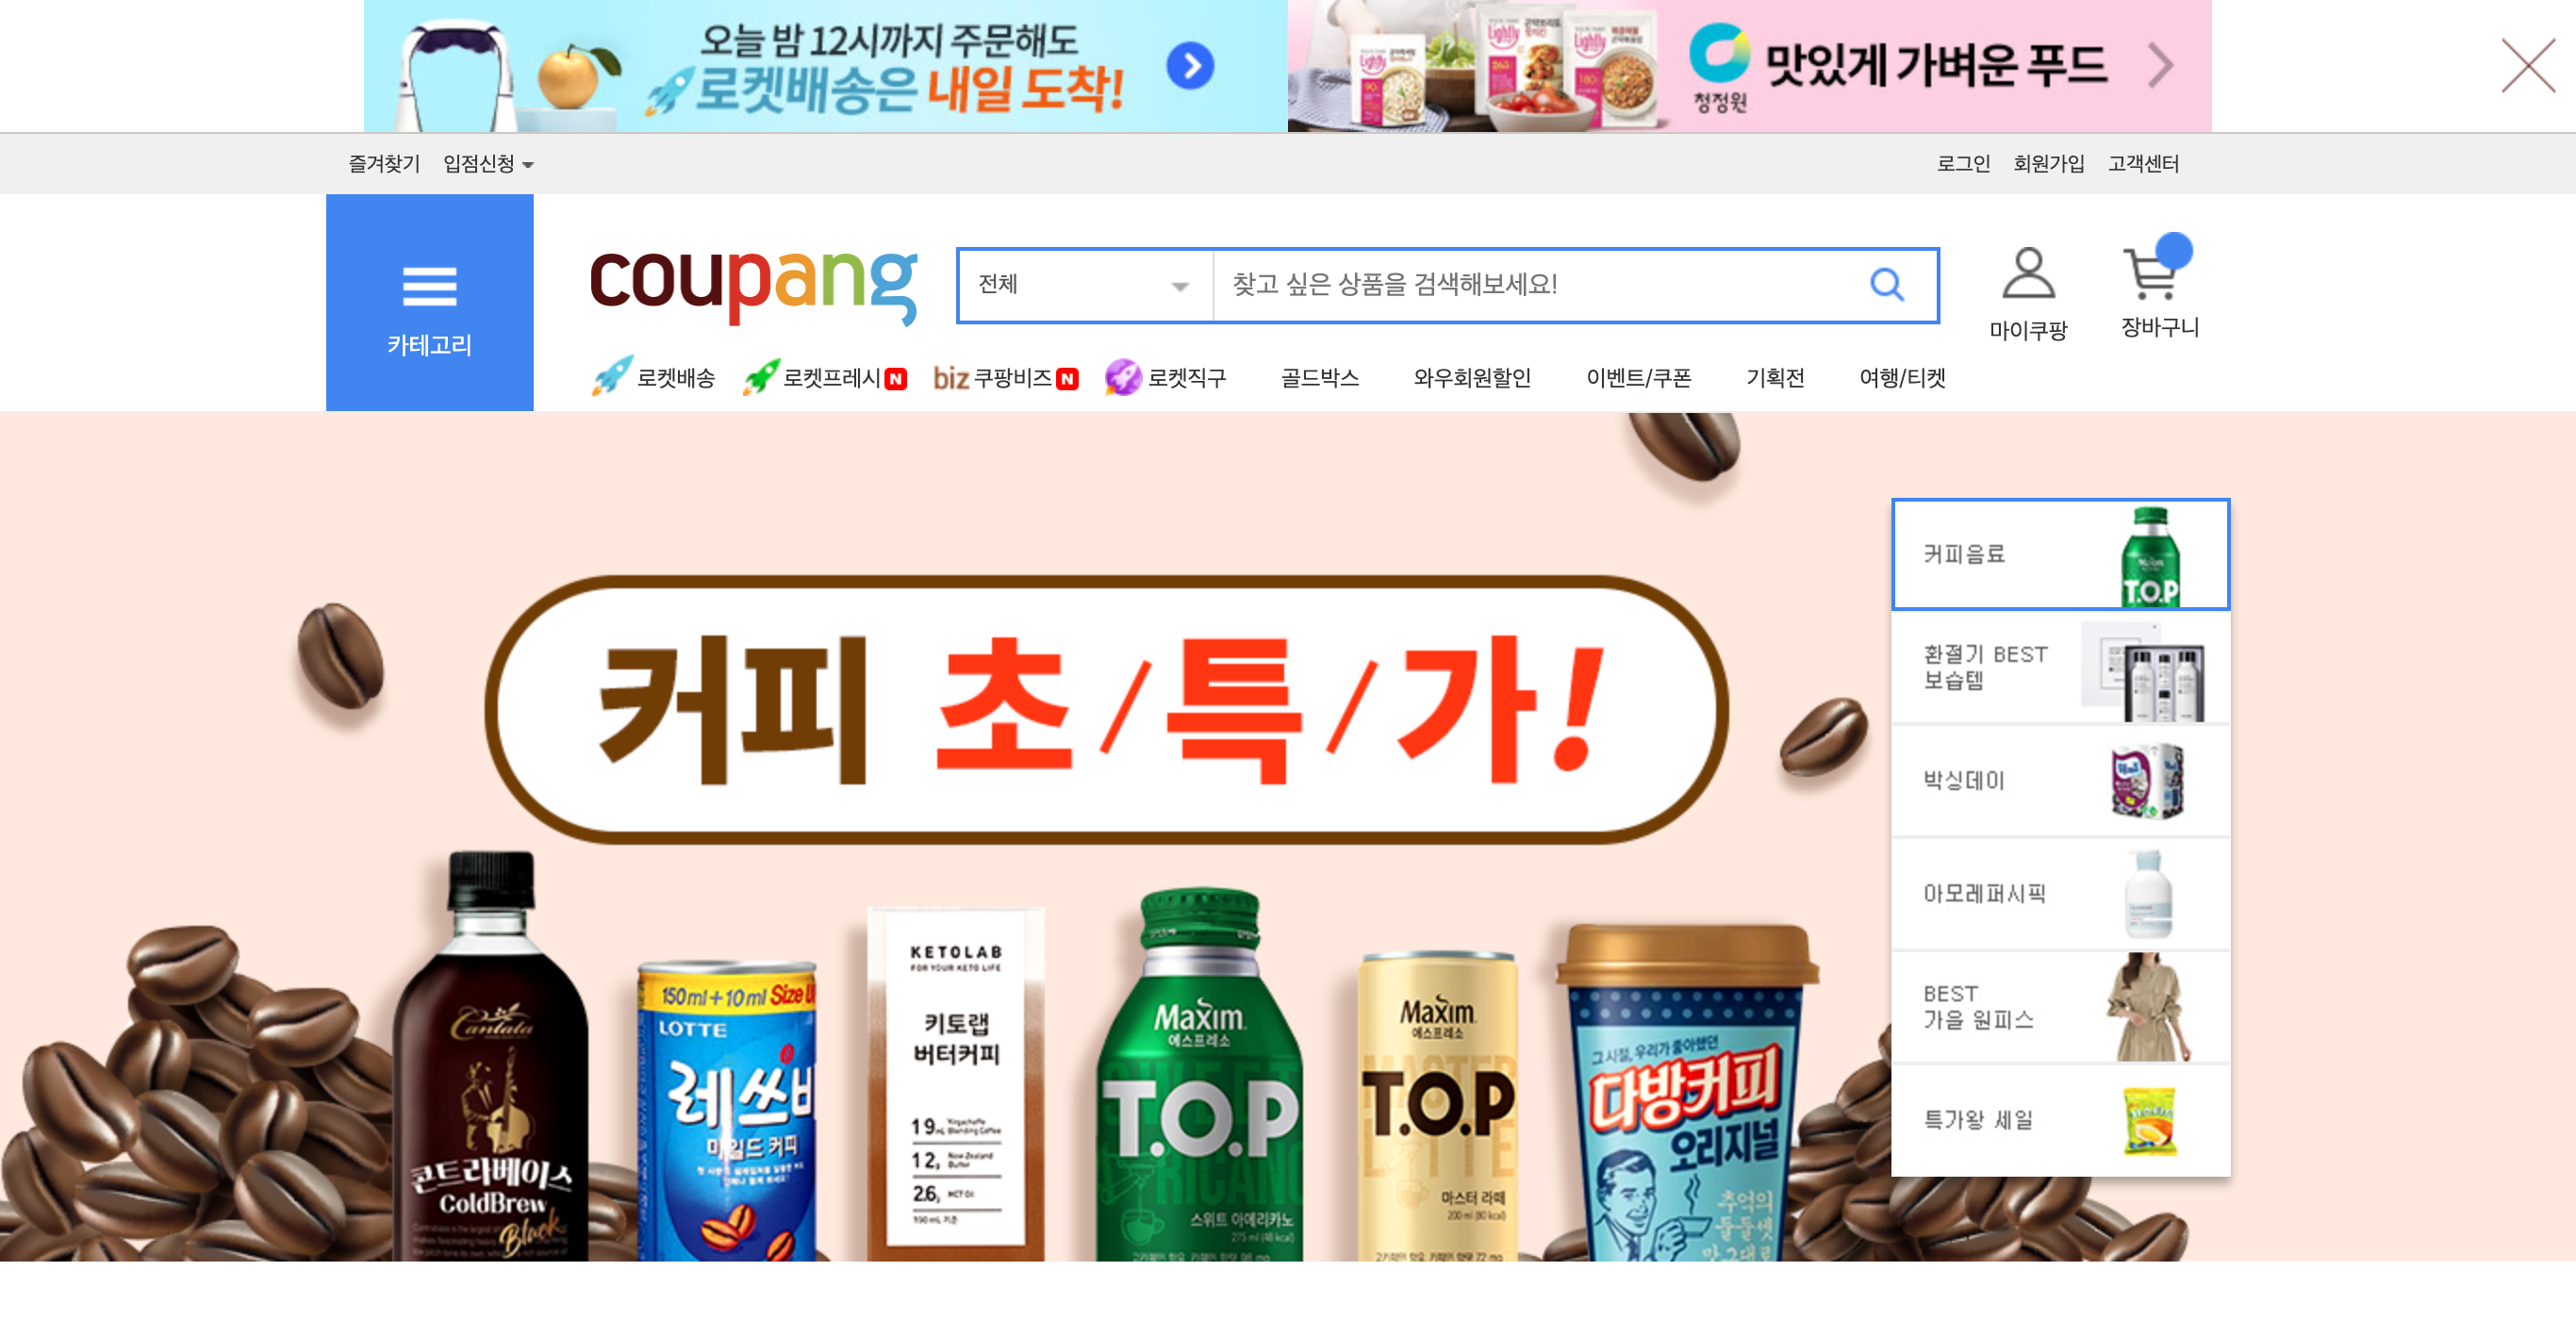 오늘 밤 12시까지 주문해도
로켓배송은 내일 도착!
청정원
맛있게 가벼운 푸드
즐겨찾기 입점신청
로그인 회원가입 고객센터
카테고리
coupang
전체
찾고 싶은 상품을 검색해보세요!
마이쿠팡
장바구니
로켓배송 로켓프레시 N biz 쿠팡비즈 N 로켓직구 골드박스 와우회원할인 이벤트/쿠폰 기획전 여행/티켓
커피 초/특/가!
커피음료
T.O.P
환절기 BEST
보습템
박싱데이
아모레퍼시픽
BEST
가을 원피스
특가왕 세일
Cantata
콘트라베이스
ColdBrew
Black
150ml+10ml Size
LOTTE
마일드 커피
KETOLAB
FOR YOUR KETO LIFE
키토랩
버터커피
Maxim
에스프레소
T.O.P
스위트 아메리카노
275 ml (48 kcal)
Maxim
에스프레소
T.O.P
마스터 라떼
200 ml (80 kcal)
그 시절, 우리가 좋아했던
다방커피
오리지널
추억의